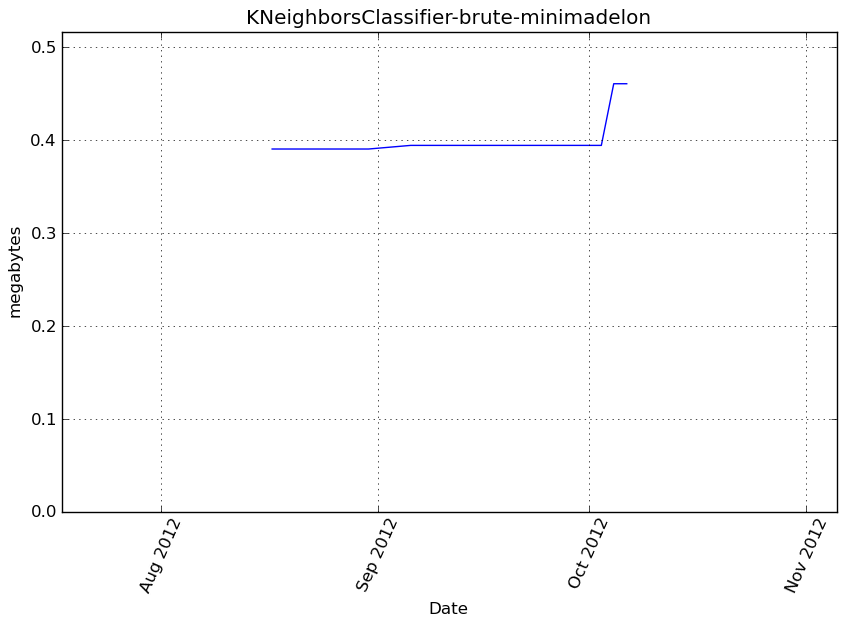 KNeighborsClassifier-brute-minimadelon
0.5
0.4
0.3
0.2
0.1
0.0
megabytes
Aug 2012
Sep 2012
Oct 2012
Nov 2012
Date